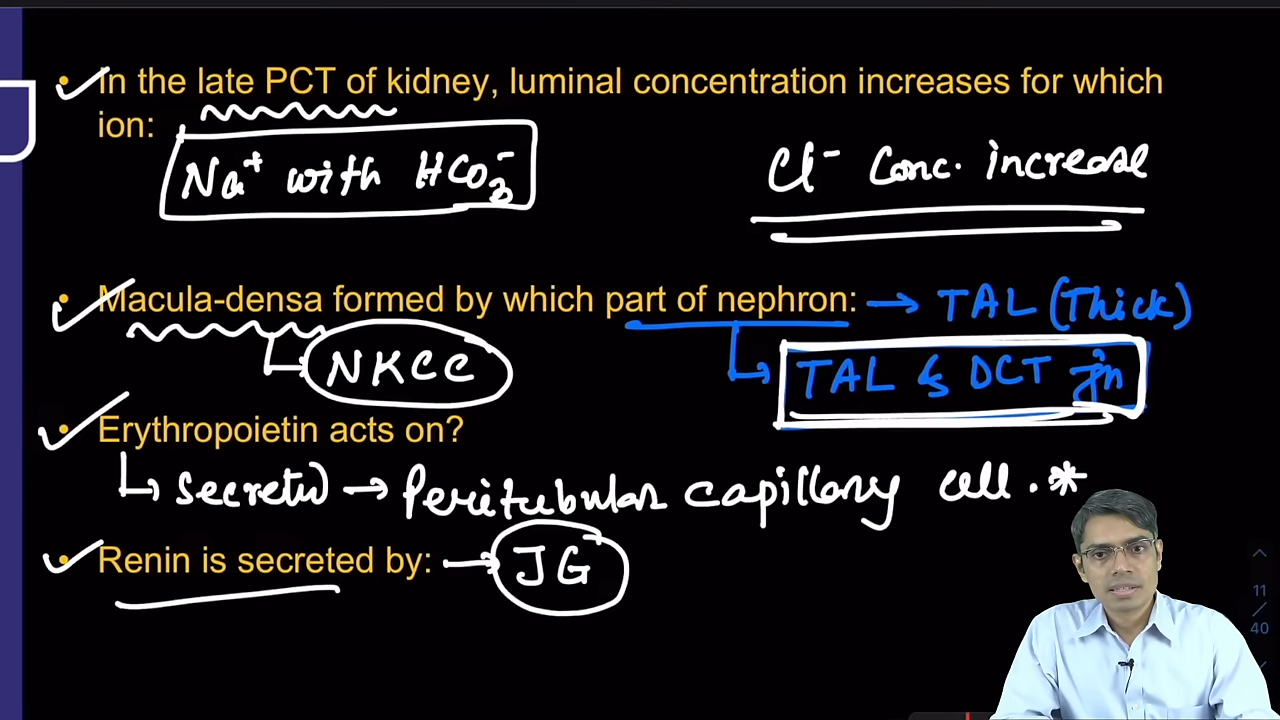 • In the late PCT of kidney, luminal concentration increases for which
ion:
Na⁺ with HCO₃⁻
Cl⁻ Conc. increase
• Macula-densa formed by which part of nephron: → TAL (Thick)
NKCC
TAL & DCT jn
• Erythropoietin acts on?
↳ Secreted → Peritubular capillary cell. *
• Renin is secreted by: → JG
11
/
40